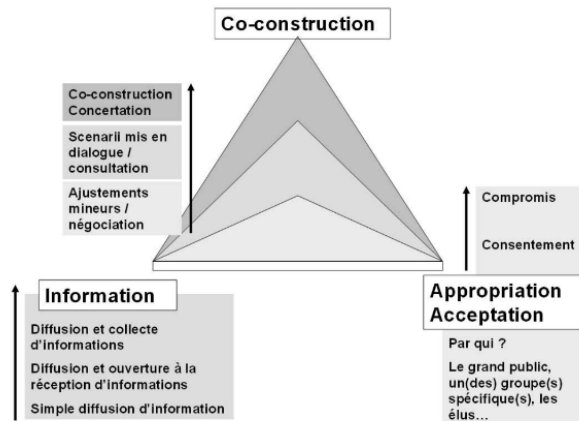 Co-construction
Co-construction
Concertation
Scenarii mis en
dialogue /
consultation
Ajustements
mineurs /
négociation
Compromis
Consentement
Information
Diffusion et collecte
d'informations
Diffusion et ouverture à la
réception d'informations
Simple diffusion d'information
Appropriation
Acceptation
Par qui ?
Le grand public,
un(des) groupe(s)
spécifique(s), les
élus…